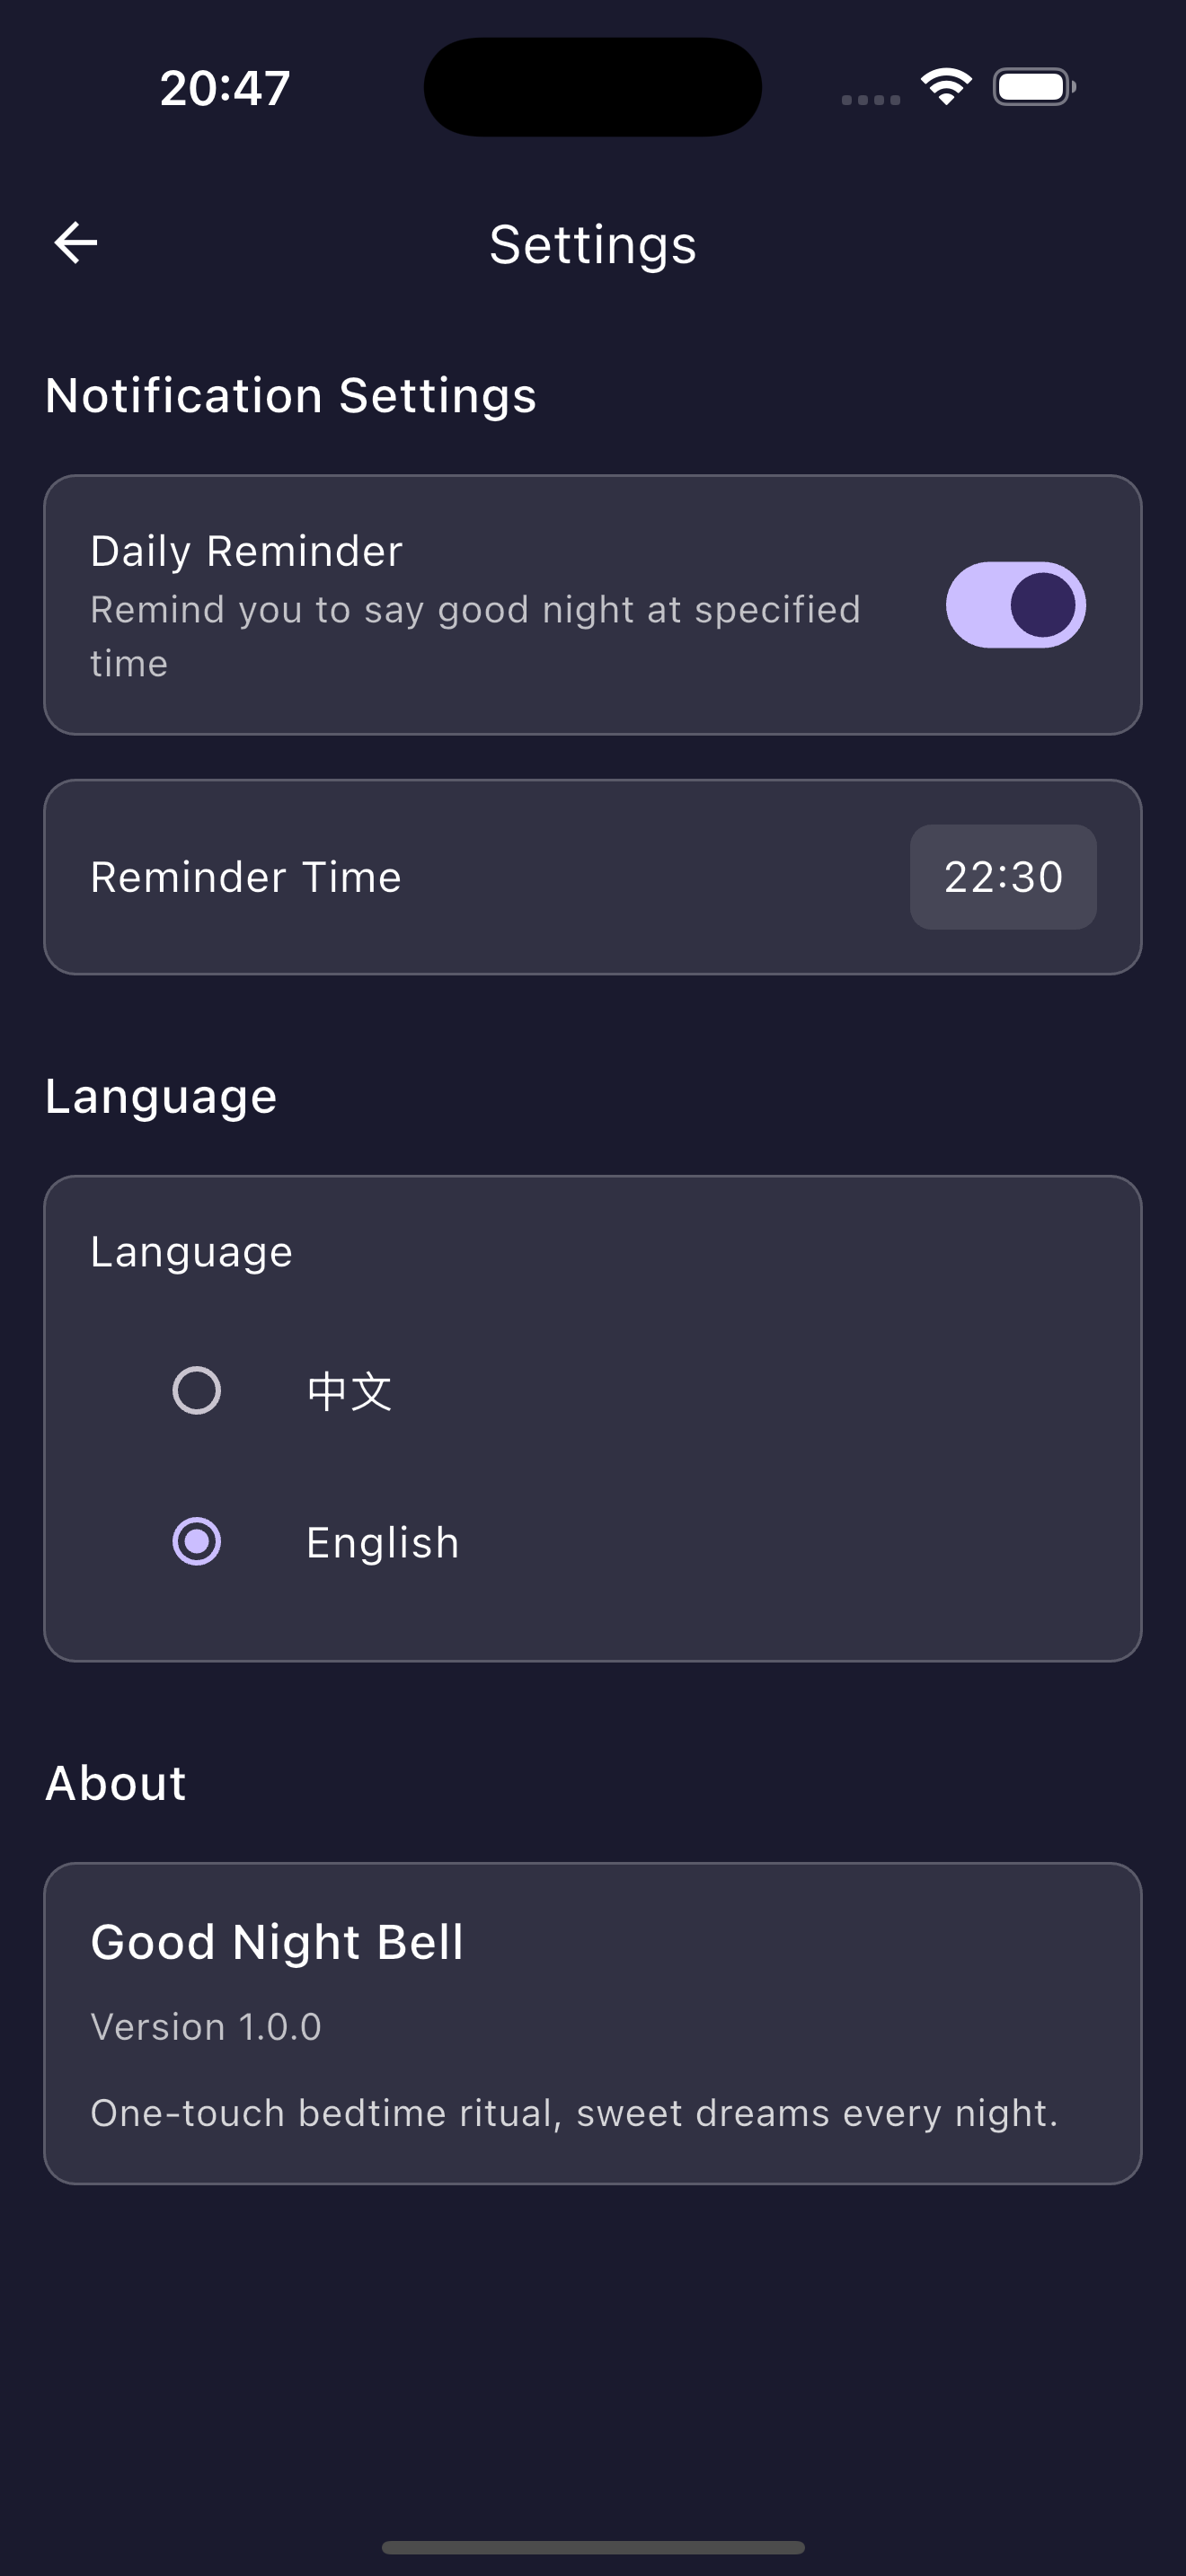 20:47
Settings
Notification Settings
Daily Reminder
Remind you to say good night at specified
time
Reminder Time
22:30
Language
Language
中文
English
About
Good Night Bell
Version 1.0.0
One-touch bedtime ritual, sweet dreams every night.